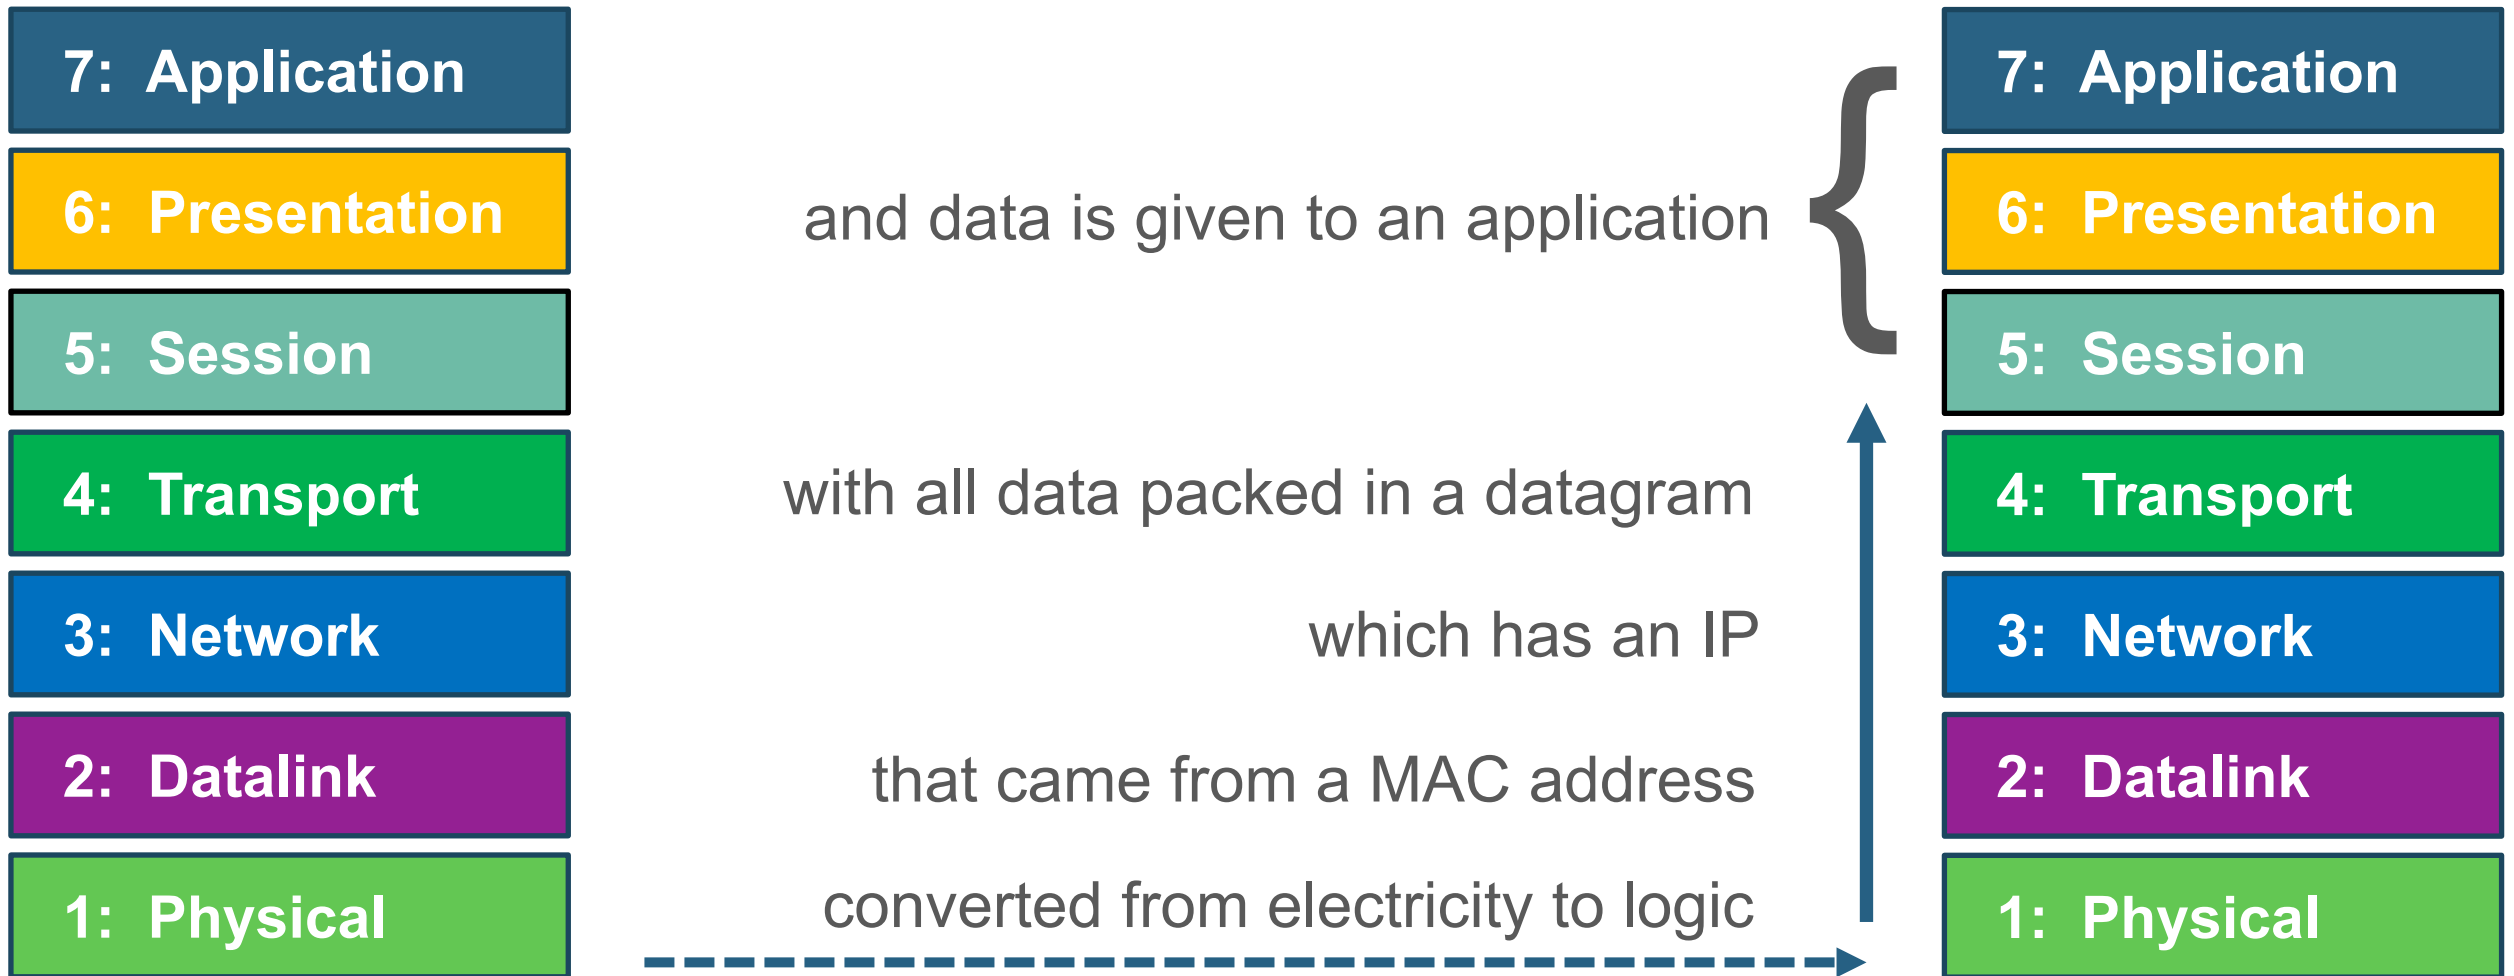 7: Application
6: Presentation
5: Session
4: Transport
3: Network
2: Datalink
1: Physical
and data is given to an application
with all data packed in a datagram
which has an IP
that came from a MAC address
converted from electricity to logic
7: Application
6: Presentation
5: Session
4: Transport
3: Network
2: Datalink
1: Physical